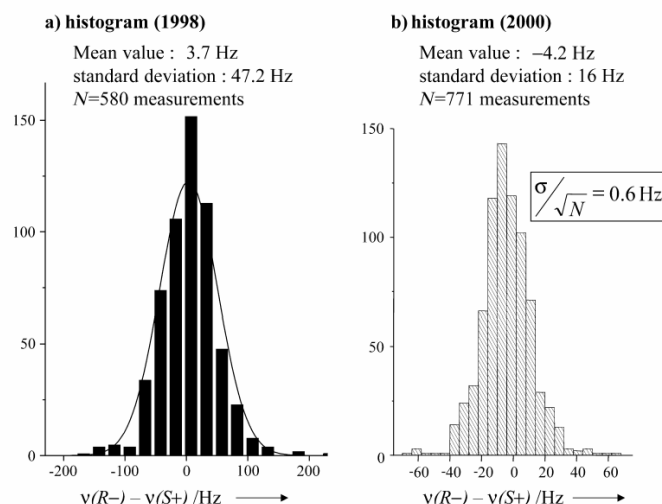 a) histogram (1998)
Mean value : 3.7 Hz
standard deviation : 47.2 Hz
N=580 measurements
150
100
50
0
-200 -100 0 100 200
ν(R−) − ν(S+) /Hz
b) histogram (2000)
Mean value : −4.2 Hz
standard deviation : 16 Hz
N=771 measurements
σ/√N = 0.6 Hz
150
100
50
0
-60 -40 -20 0 20 40 60
ν(R−) − ν(S+) /Hz